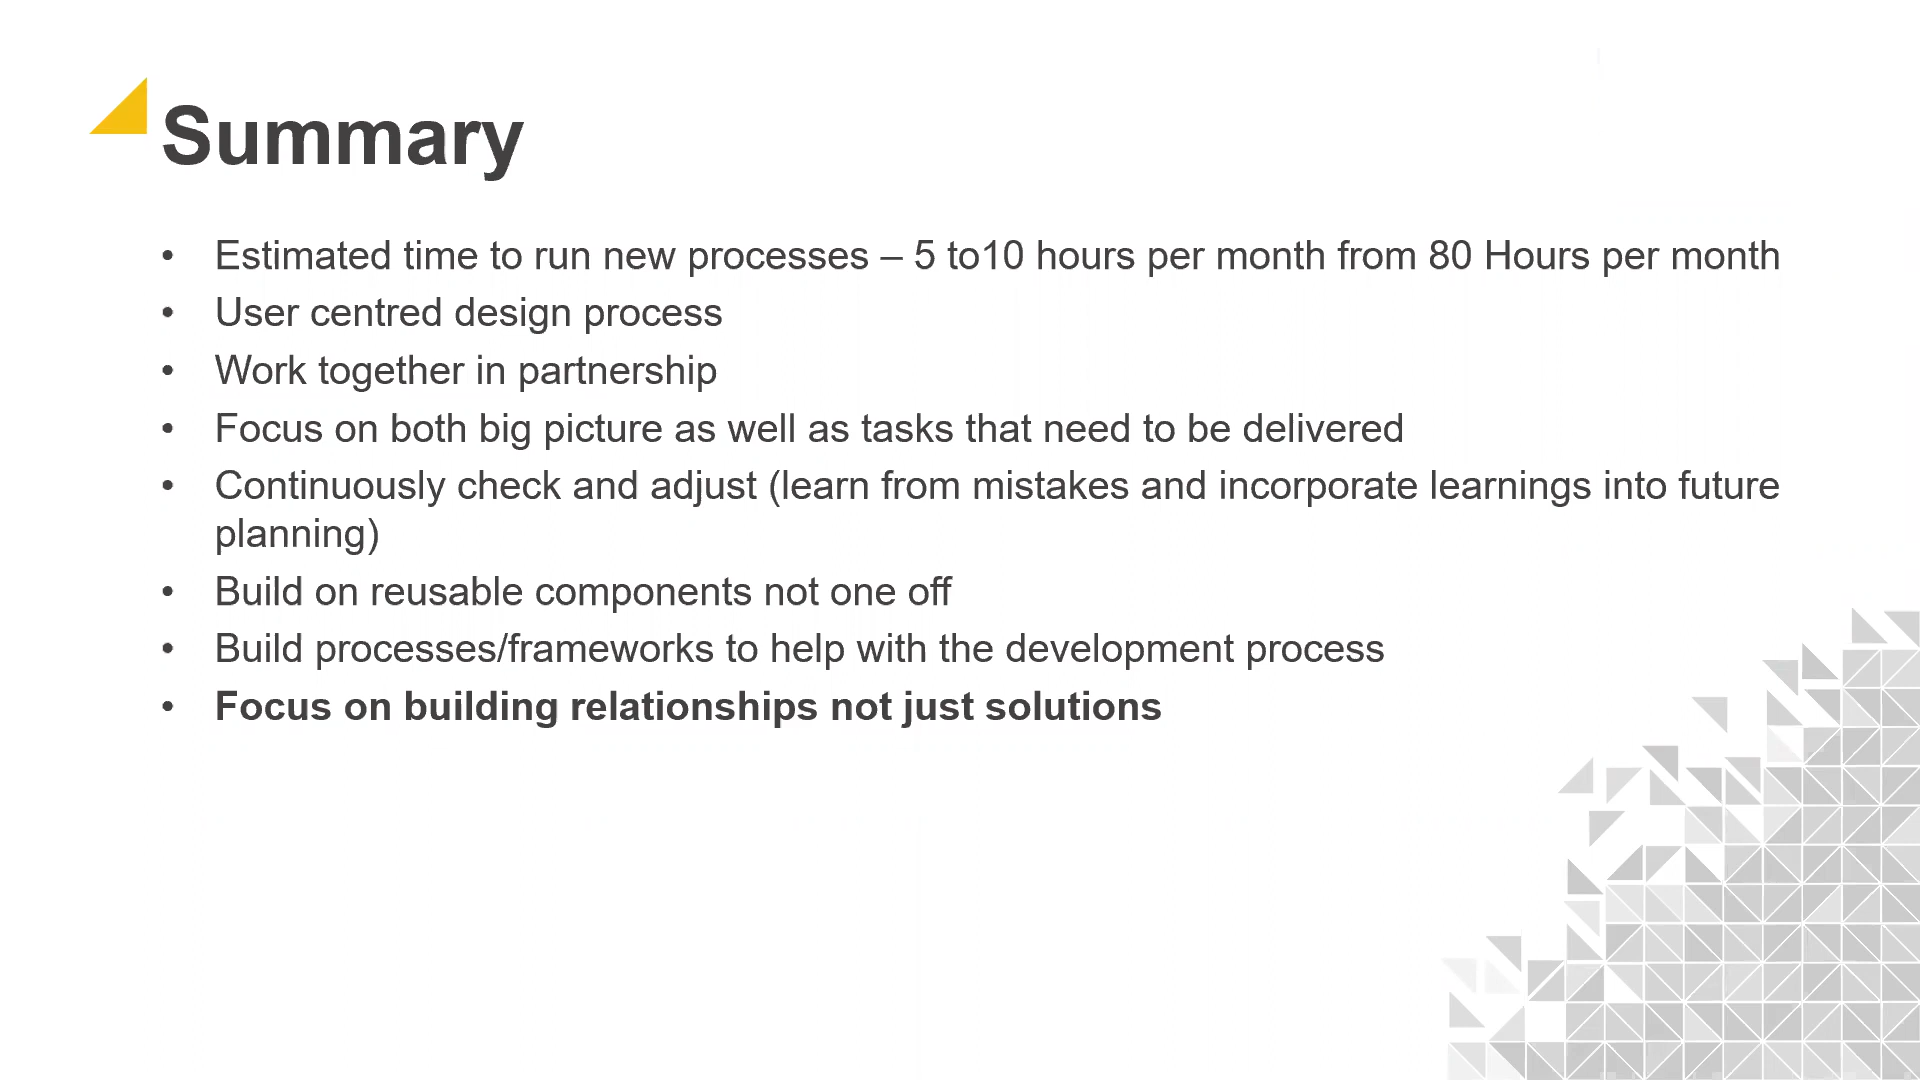 Summary
• Estimated time to run new processes – 5 to10 hours per month from 80 Hours per month
• User centred design process
• Work together in partnership
• Focus on both big picture as well as tasks that need to be delivered
• Continuously check and adjust (learn from mistakes and incorporate learnings into future
planning)
• Build on reusable components not one off
• Build processes/frameworks to help with the development process
• Focus on building relationships not just solutions